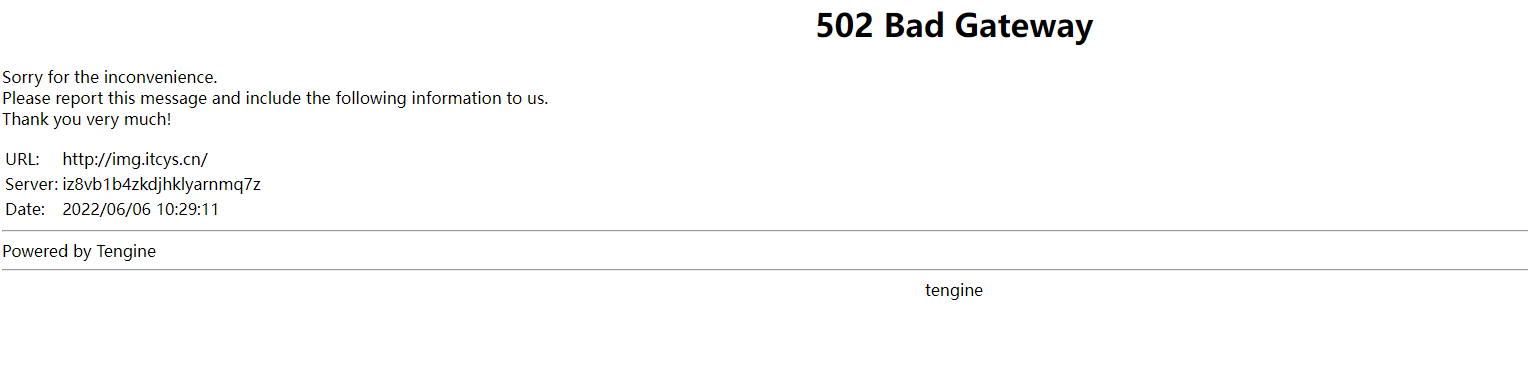 502 Bad Gateway
Sorry for the inconvenience.
Please report this message and include the following information to us.
Thank you very much!
URL: http://img.itcys.cn/
Server: iz8vb1b4zkdjhklyarnmq7z
Date: 2022/06/06 10:29:11
Powered by Tengine
tengine